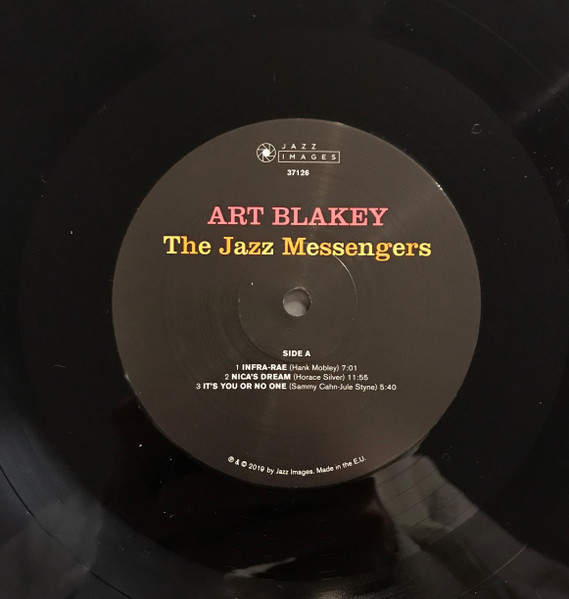 JAZZ
IMAGES
37126
ART BLAKEY
The Jazz Messengers
SIDE A
1 INFRA-RAE (Hank Mobley) 7:01
2 NICA'S DREAM (Horace Silver) 11:55
3 IT'S YOU OR NO ONE (Sammy Cahn-Jule Styne) 5:40
℗ & © 2019 by Jazz Images. Made in the E.U.